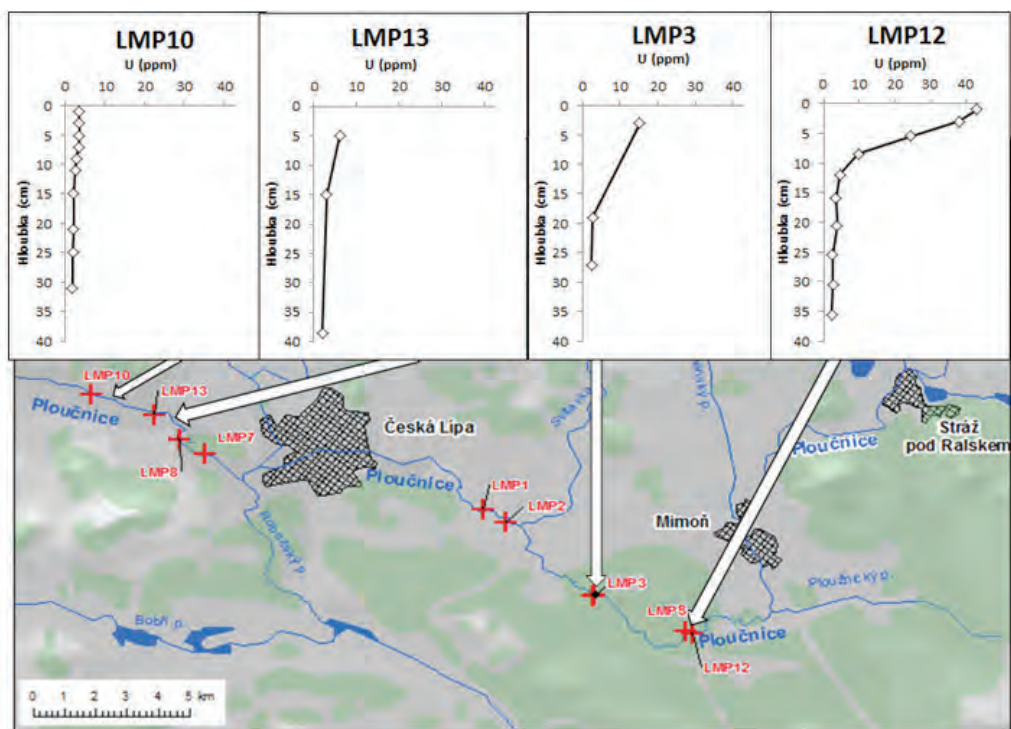 LMP10
U (ppm)
0 10 20 30 40
0
5
10
15
20
25
30
35
40
Hloubka (cm)
LMP13
U (ppm)
0 10 20 30 40
0
5
10
15
20
25
30
35
40
Hloubka (cm)
LMP3
U (ppm)
0 10 20 30 40
0
5
10
15
20
25
30
35
40
Hloubka (cm)
LMP12
U (ppm)
0 10 20 30 40
0
5
10
15
20
25
30
35
40
Hloubka (cm)
LMP10
LMP13
Ploučnice
LMP7
LMP8
Česká Lípa
Ploučnice
LMP1
LMP2
Stráž
pod Ralskem
Ploučnice
Mimoň
LMP3
Ploučnický p.
LMPS
Ploučnice
LMP12
Bobří p.
0 1 2 3 4 5 km